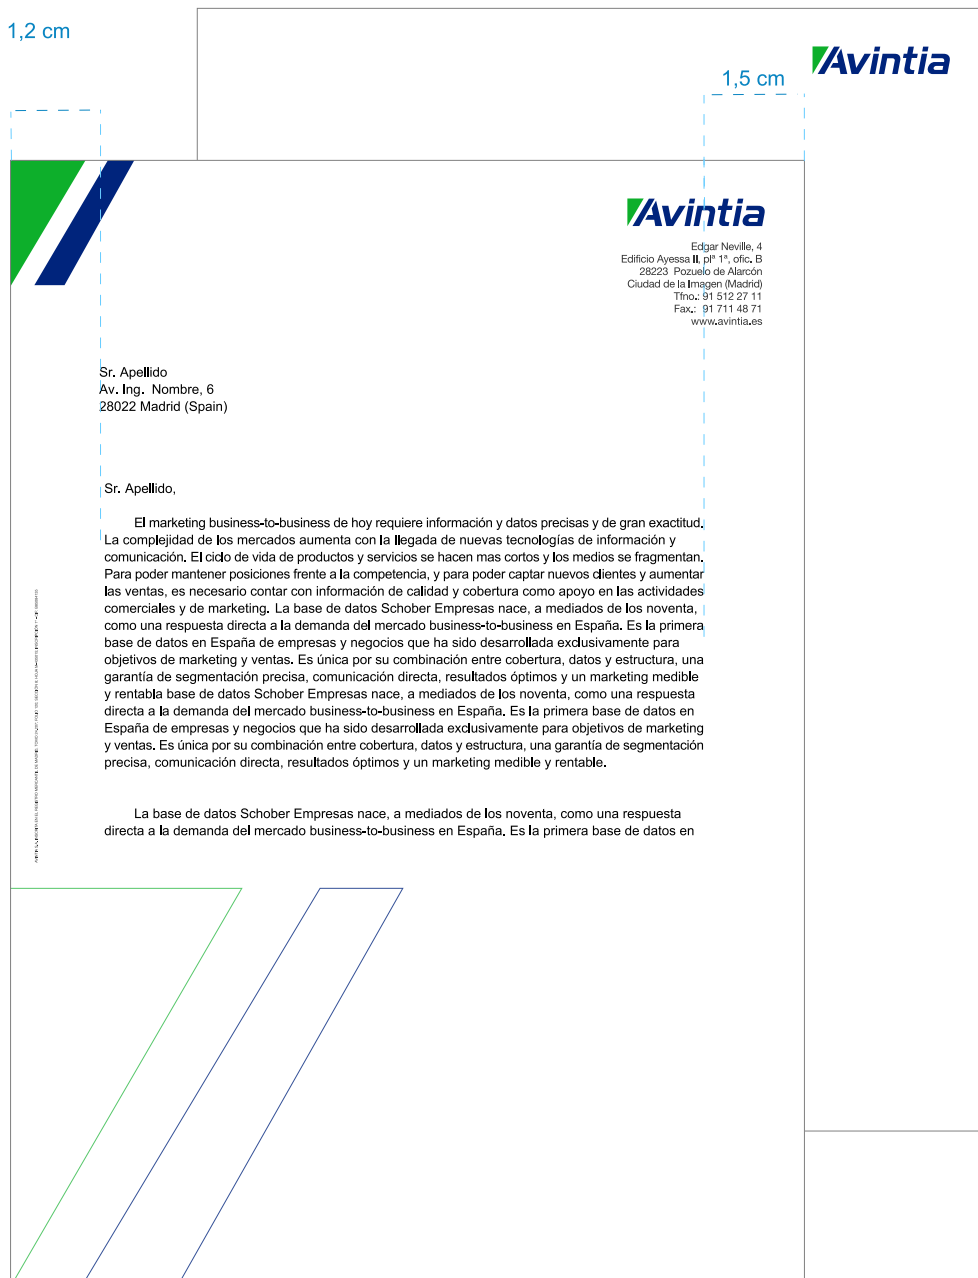 1,2 cm
Avintia
1,5 cm
Avintia
Edgar Neville, 4
Edificio Ayessa II, plª 1ª, ofic. B
28223 Pozuelo de Alarcón
Ciudad de la Imagen (Madrid)
Tfno.: 91 512 27 11
Fax.: 91 711 48 71
www.avintia.es
Sr. Apellido
Av. Ing. Nombre, 6
28022 Madrid (Spain)
Sr. Apellido,
El marketing business-to-business de hoy requiere información y datos precisas y de gran exactitud.
La complejidad de los mercados aumenta con la llegada de nuevas tecnologías de información y
comunicación. El ciclo de vida de productos y servicios se hacen mas cortos y los medios se fragmentan.
Para poder mantener posiciones frente a la competencia, y para poder captar nuevos clientes y aumentar
las ventas, es necesario contar con información de calidad y cobertura como apoyo en las actividades
comerciales y de marketing. La base de datos Schober Empresas nace, a mediados de los noventa,
como una respuesta directa a la demanda del mercado business-to-business en España. Es la primera
base de datos en España de empresas y negocios que ha sido desarrollada exclusivamente para
objetivos de marketing y ventas. Es única por su combinación entre cobertura, datos y estructura, una
garantía de segmentación precisa, comunicación directa, resultados óptimos y un marketing medible
y rentabla base de datos Schober Empresas nace, a mediados de los noventa, como una respuesta
directa a la demanda del mercado business-to-business en España. Es la primera base de datos en
España de empresas y negocios que ha sido desarrollada exclusivamente para objetivos de marketing
y ventas. Es única por su combinación entre cobertura, datos y estructura, una garantía de segmentación
precisa, comunicación directa, resultados óptimos y un marketing medible y rentable.
La base de datos Schober Empresas nace, a mediados de los noventa, como una respuesta
directa a la demanda del mercado business-to-business en España. Es la primera base de datos en